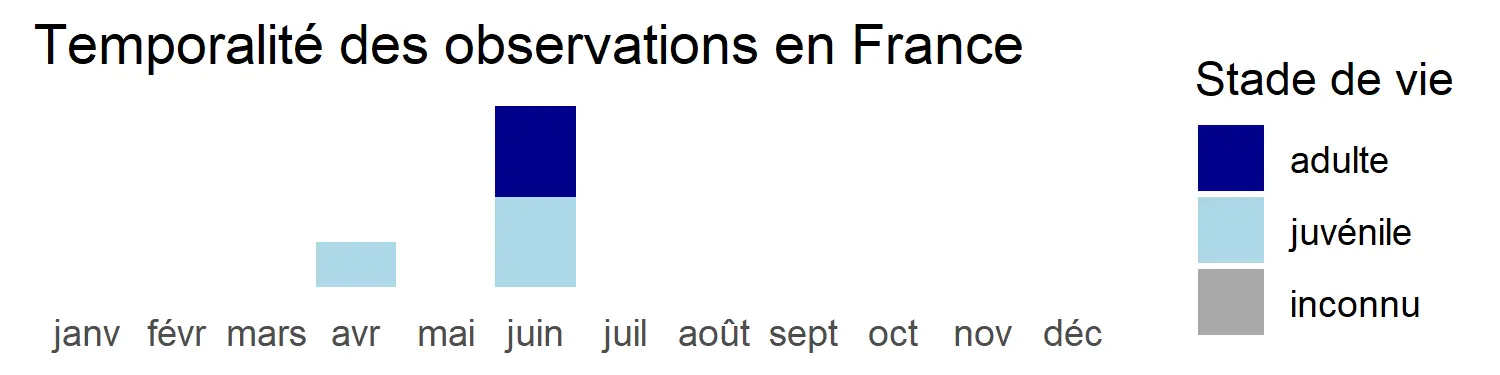 Temporalité des observations en France
Stade de vie
adulte
juvénile
inconnu
janv févr mars avr mai juin juil août sept oct nov déc